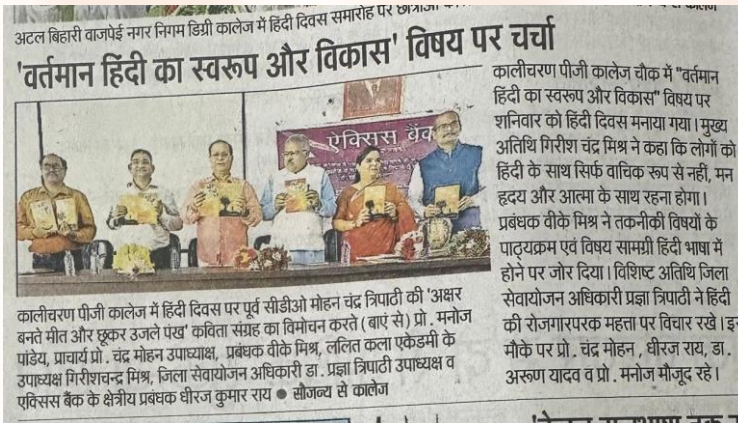 अटल बिहारी वाजपेई नगर निगम डिग्री कालेज में हिंदी दिवस समारोह पर छात्राओं
'वर्तमान हिंदी का स्वरूप और विकास' विषय पर चर्चा
ऐक्सिस बैंक
कालीचरण पीजी कालेज में हिंदी दिवस पर पूर्व सीडीओ मोहन चंद्र त्रिपाठी की 'अक्षर
बनते मीत और छूकर उजले पंख' कविता संग्रह का विमोचन करते (बाएं से) प्रो. मनोज
पांडेय, प्राचार्य प्रो. चंद्र मोहन उपाध्याक्ष, प्रबंधक वीके मिश्र, ललित कला एकेडमी के
उपाध्यक्ष गिरीशचन्द्र मिश्र, जिला सेवायोजन अधिकारी डा. प्रज्ञा त्रिपाठी उपाध्यक्ष व
एक्सिस बैंक के क्षेत्रीय प्रबंधक धीरज कुमार राय ● सौजन्य से कालेज
कालीचरण पीजी कालेज चौक में "वर्तमान
हिंदी का स्वरूप और विकास" विषय पर
शनिवार को हिंदी दिवस मनाया गया। मुख्य
अतिथि गिरीश चंद्र मिश्र ने कहा कि लोगों को
हिंदी के साथ सिर्फ वाचिक रूप से नहीं, मन
हृदय और आत्मा के साथ रहना होगा।
प्रबंधक वीके मिश्र ने तकनीकी विषयों के
पाठ्यक्रम एवं विषय सामग्री हिंदी भाषा में
होने पर जोर दिया। विशिष्ट अतिथि जिला
सेवायोजन अधिकारी प्रज्ञा त्रिपाठी ने हिंदी
की रोजगारपरक महत्ता पर विचार रखे। इस
मौके पर प्रो. चंद्र मोहन, धीरज राय, डा.
अरूण यादव व प्रो. मनोज मौजूद रहे।